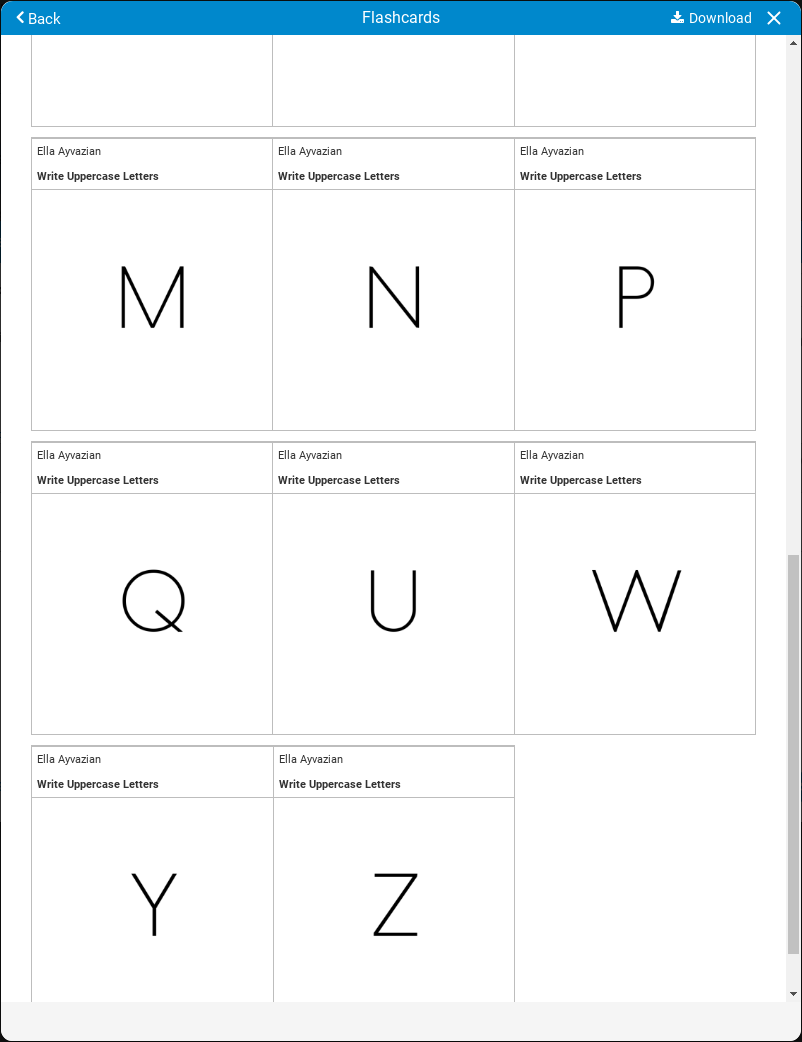 Back Flashcards Download
Ella Ayvazian Ella Ayvazian Ella Ayvazian
Write Uppercase Letters Write Uppercase Letters Write Uppercase Letters
M N P
Ella Ayvazian Ella Ayvazian Ella Ayvazian
Write Uppercase Letters Write Uppercase Letters Write Uppercase Letters
Q U W
Ella Ayvazian Ella Ayvazian
Write Uppercase Letters Write Uppercase Letters
Y Z